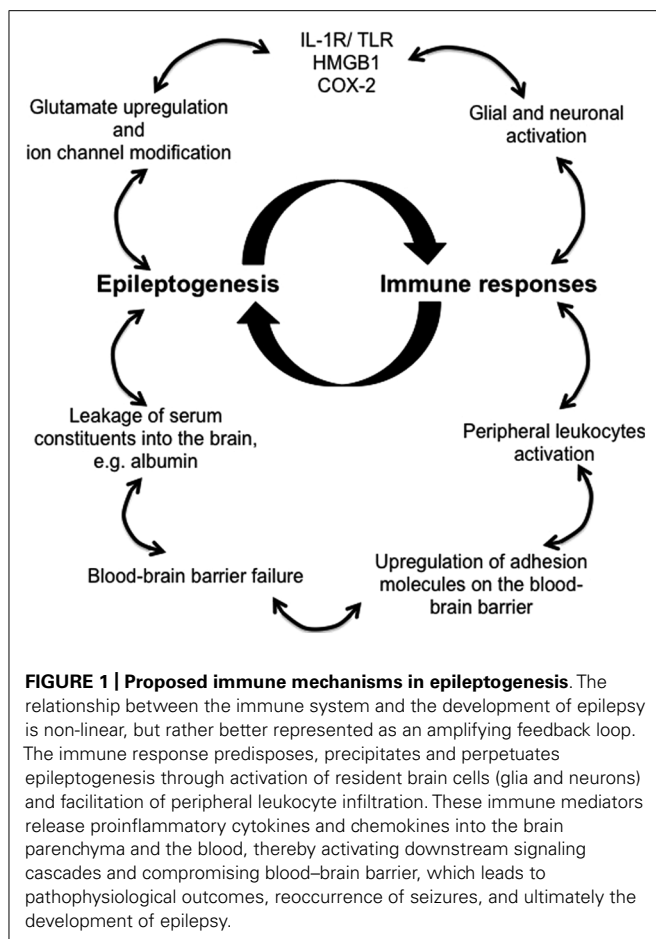 IL-1R/ TLR
HMGB1
COX-2
Glutamate upregulation
and
ion channel modification
Glial and neuronal
activation
Epileptogenesis
Immune responses
Leakage of serum
constituents into the brain,
e.g. albumin
Peripheral leukocytes
activation
Blood-brain barrier failure
Upregulation of adhesion
molecules on the blood-
brain barrier
FIGURE 1 | Proposed immune mechanisms in epileptogenesis. The
relationship between the immune system and the development of epilepsy
is non-linear, but rather better represented as an amplifying feedback loop.
The immune response predisposes, precipitates and perpetuates
epileptogenesis through activation of resident brain cells (glia and neurons)
and facilitation of peripheral leukocyte infiltration. These immune mediators
release proinflammatory cytokines and chemokines into the brain
parenchyma and the blood, thereby activating downstream signaling
cascades and compromising blood–brain barrier, which leads to
pathophysiological outcomes, reoccurrence of seizures, and ultimately the
development of epilepsy.